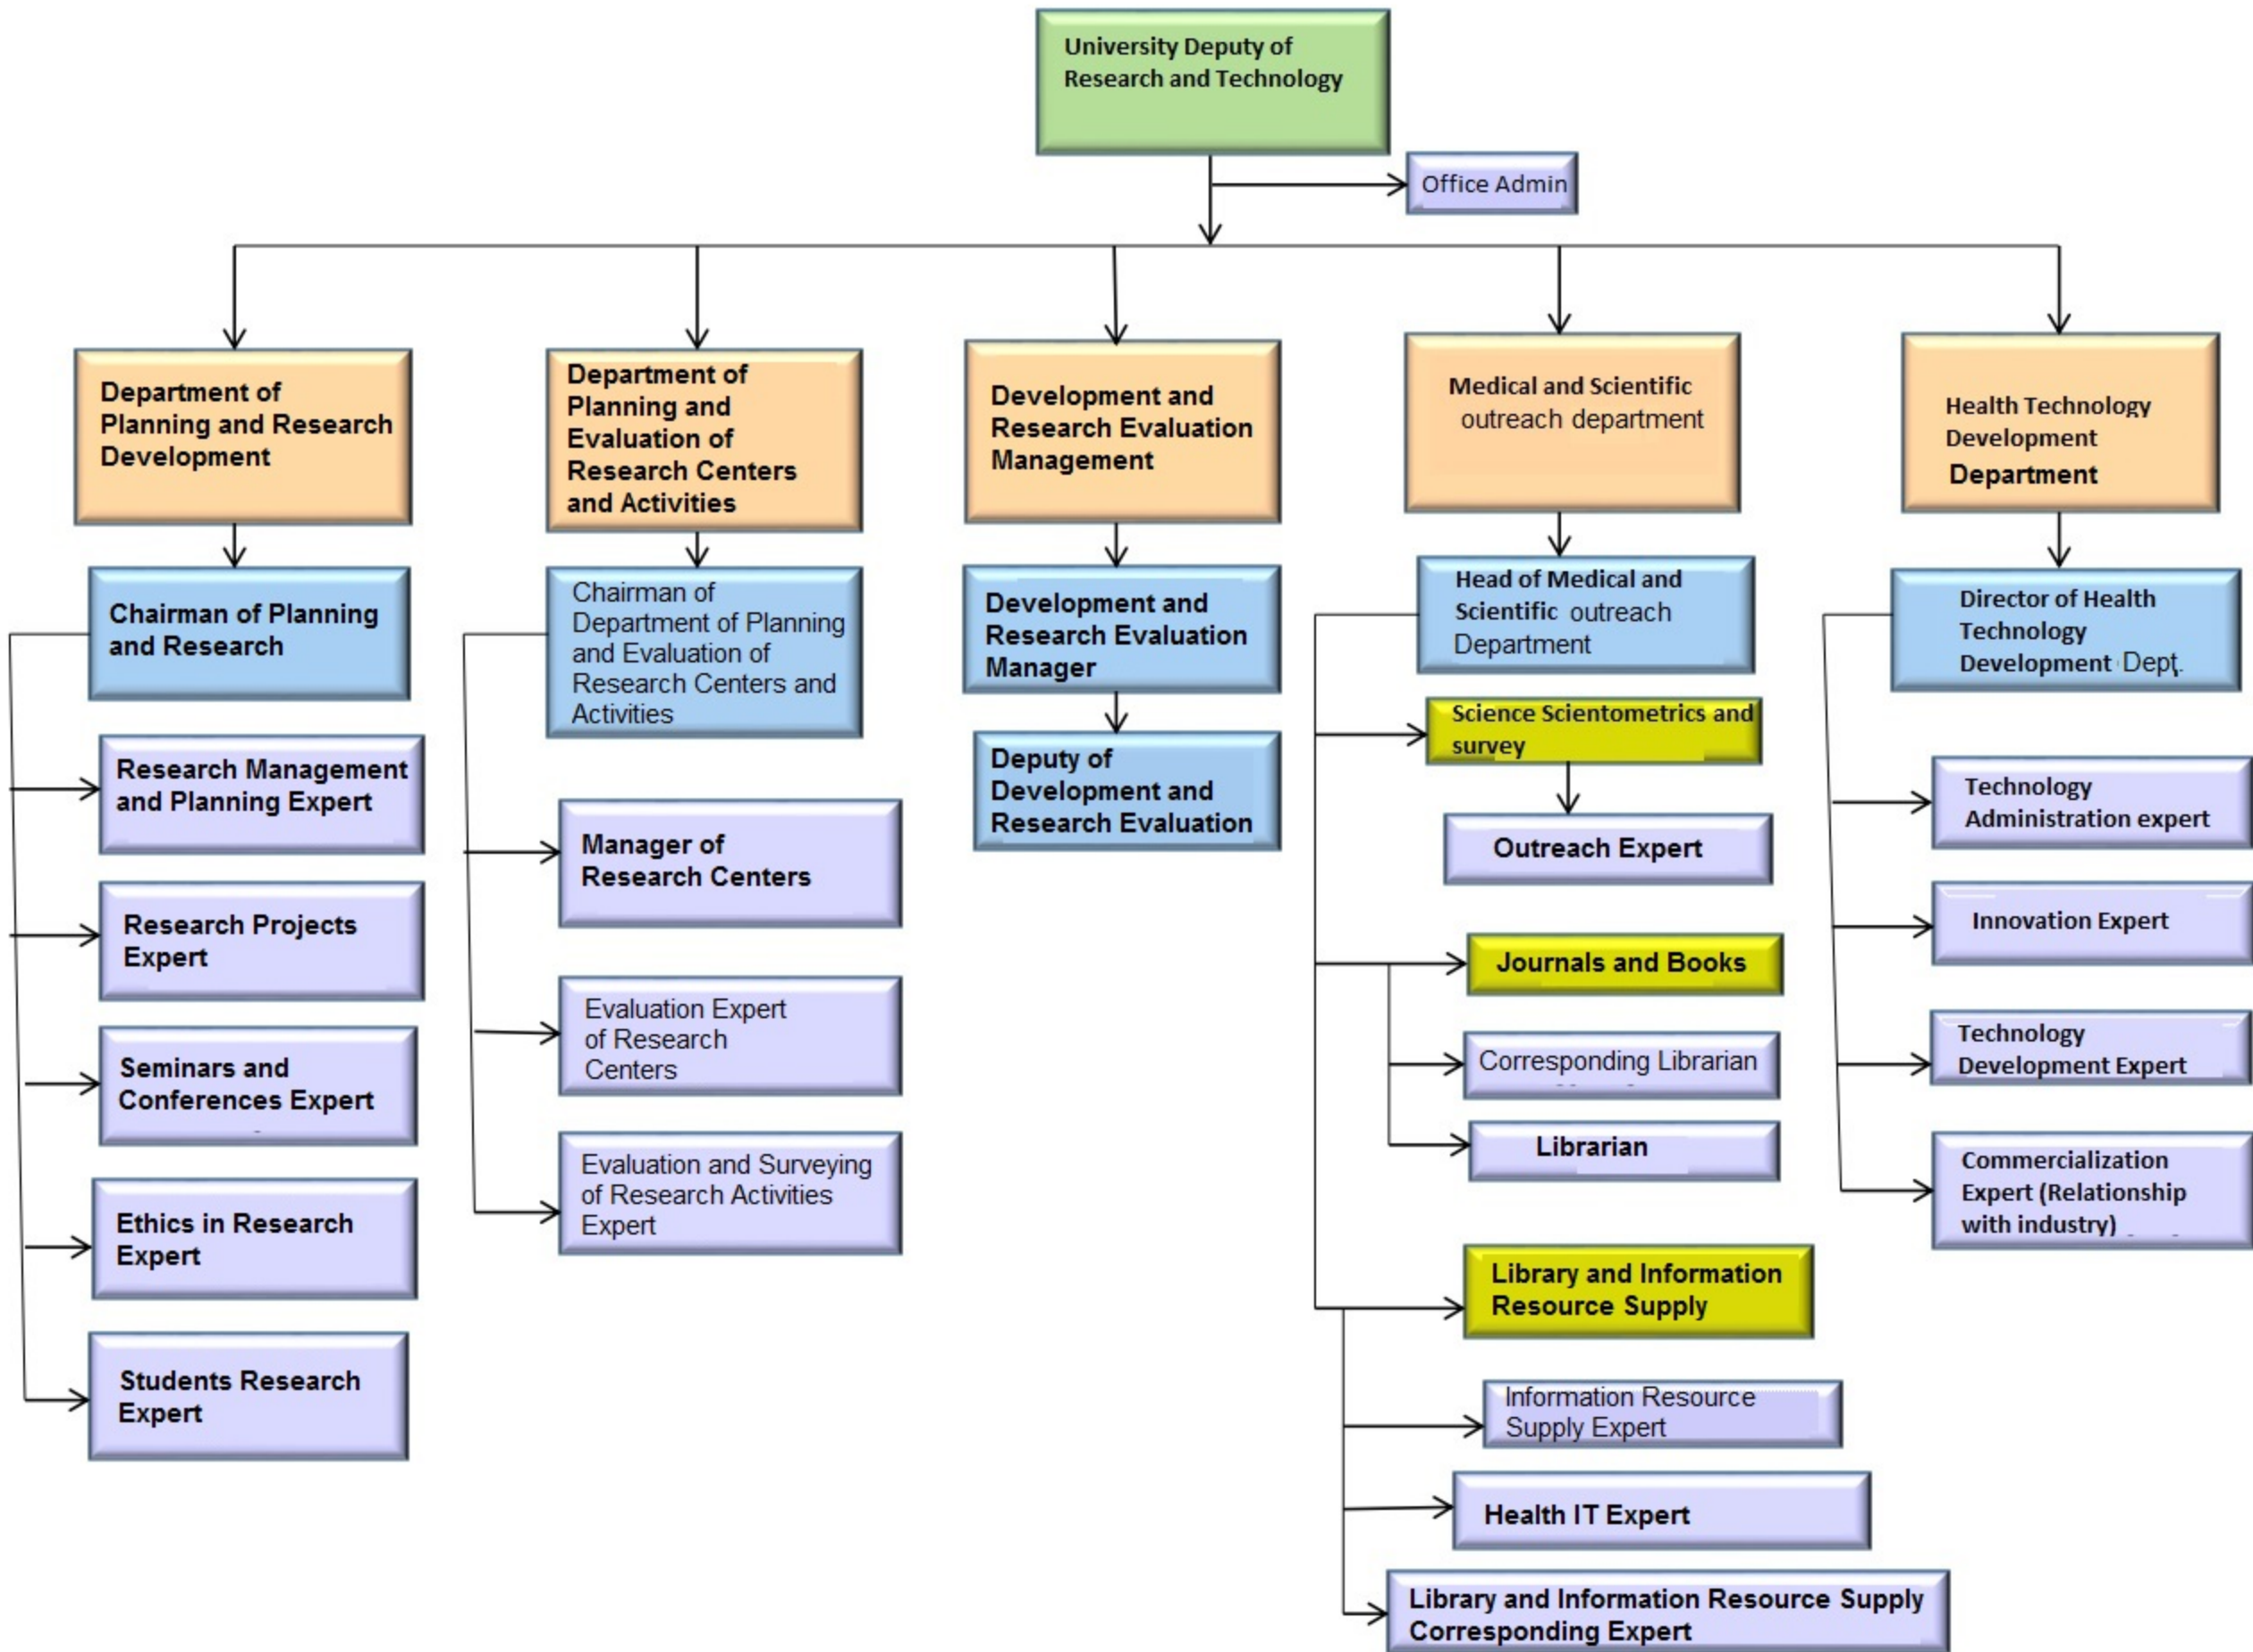 University Deputy of
Research and Technology
Office Admin
Department of
Planning and Research
Development
Chairman of Planning
and Research
Research Management
and Planning Expert
Research Projects
Expert
Seminars and
Conferences Expert
Ethics in Research
Expert
Students Research
Expert
Department of
Planning and
Evaluation of
Research Centers
and Activities
Chairman of
Department of Planning
and Evaluation of
Research Centers and
Activities
Manager of
Research Centers
Evaluation Expert
of Research
Centers
Evaluation and Surveying
of Research Activities
Expert
Development and
Research Evaluation
Management
Development and
Research Evaluation
Manager
Deputy of
Development and
Research Evaluation
Medical and Scientific
outreach department
Head of Medical and
Scientific outreach
Department
Science Scientometrics and
survey
Outreach Expert
Journals and Books
Corresponding Librarian
Librarian
Library and Information
Resource Supply
Information Resource
Supply Expert
Health IT Expert
Library and Information Resource Supply
Corresponding Expert
Health Technology
Development
Department
Director of Health
Technology
Development Dept.
Technology
Administration expert
Innovation Expert
Technology
Development Expert
Commercialization
Expert (Relationship
with industry)